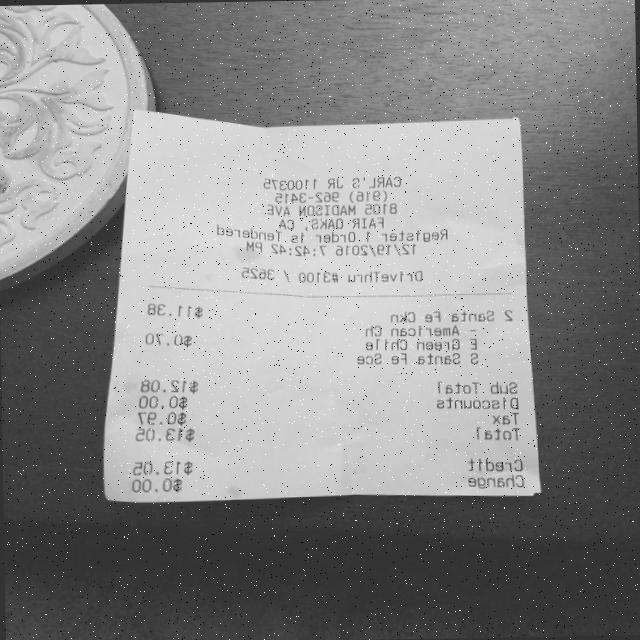 CARL'S JR 1100375
(916) 962-3415
8105 MADISON AVE
FAIR OAKS, CA
Register 1 Order is Tendered
12/19/2016 7:42:42 PM
DriveThru #3100 / 3625
2 Santa Fe Ckn $11.38
- American Ch
E Green Chile $0.70
S Santa Fe Sce
Sub Total $12.08
Discounts $0.00
Tax $0.97
Total $13.05
Credit $13.05
Change $0.00